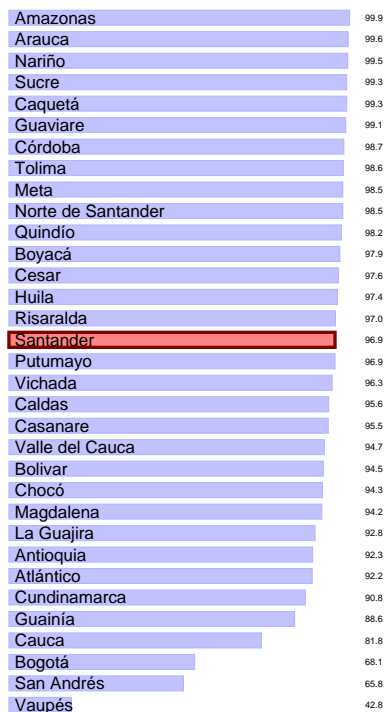 Amazonas 99.9
Arauca 99.6
Nariño 99.5
Sucre 99.3
Caquetá 99.3
Guaviare 99.1
Córdoba 98.7
Tolima 98.6
Meta 98.5
Norte de Santander 98.5
Quindío 98.2
Boyacá 97.9
Cesar 97.6
Huila 97.4
Risaralda 97.0
Santander 96.9
Putumayo 96.9
Vichada 96.3
Caldas 95.6
Casanare 95.5
Valle del Cauca 94.7
Bolivar 94.5
Chocó 94.3
Magdalena 94.2
La Guajira 92.8
Antioquia 92.3
Atlántico 92.2
Cundinamarca 90.8
Guainía 88.6
Cauca 81.8
Bogotá 68.1
San Andrés 65.8
Vaupés 42.8